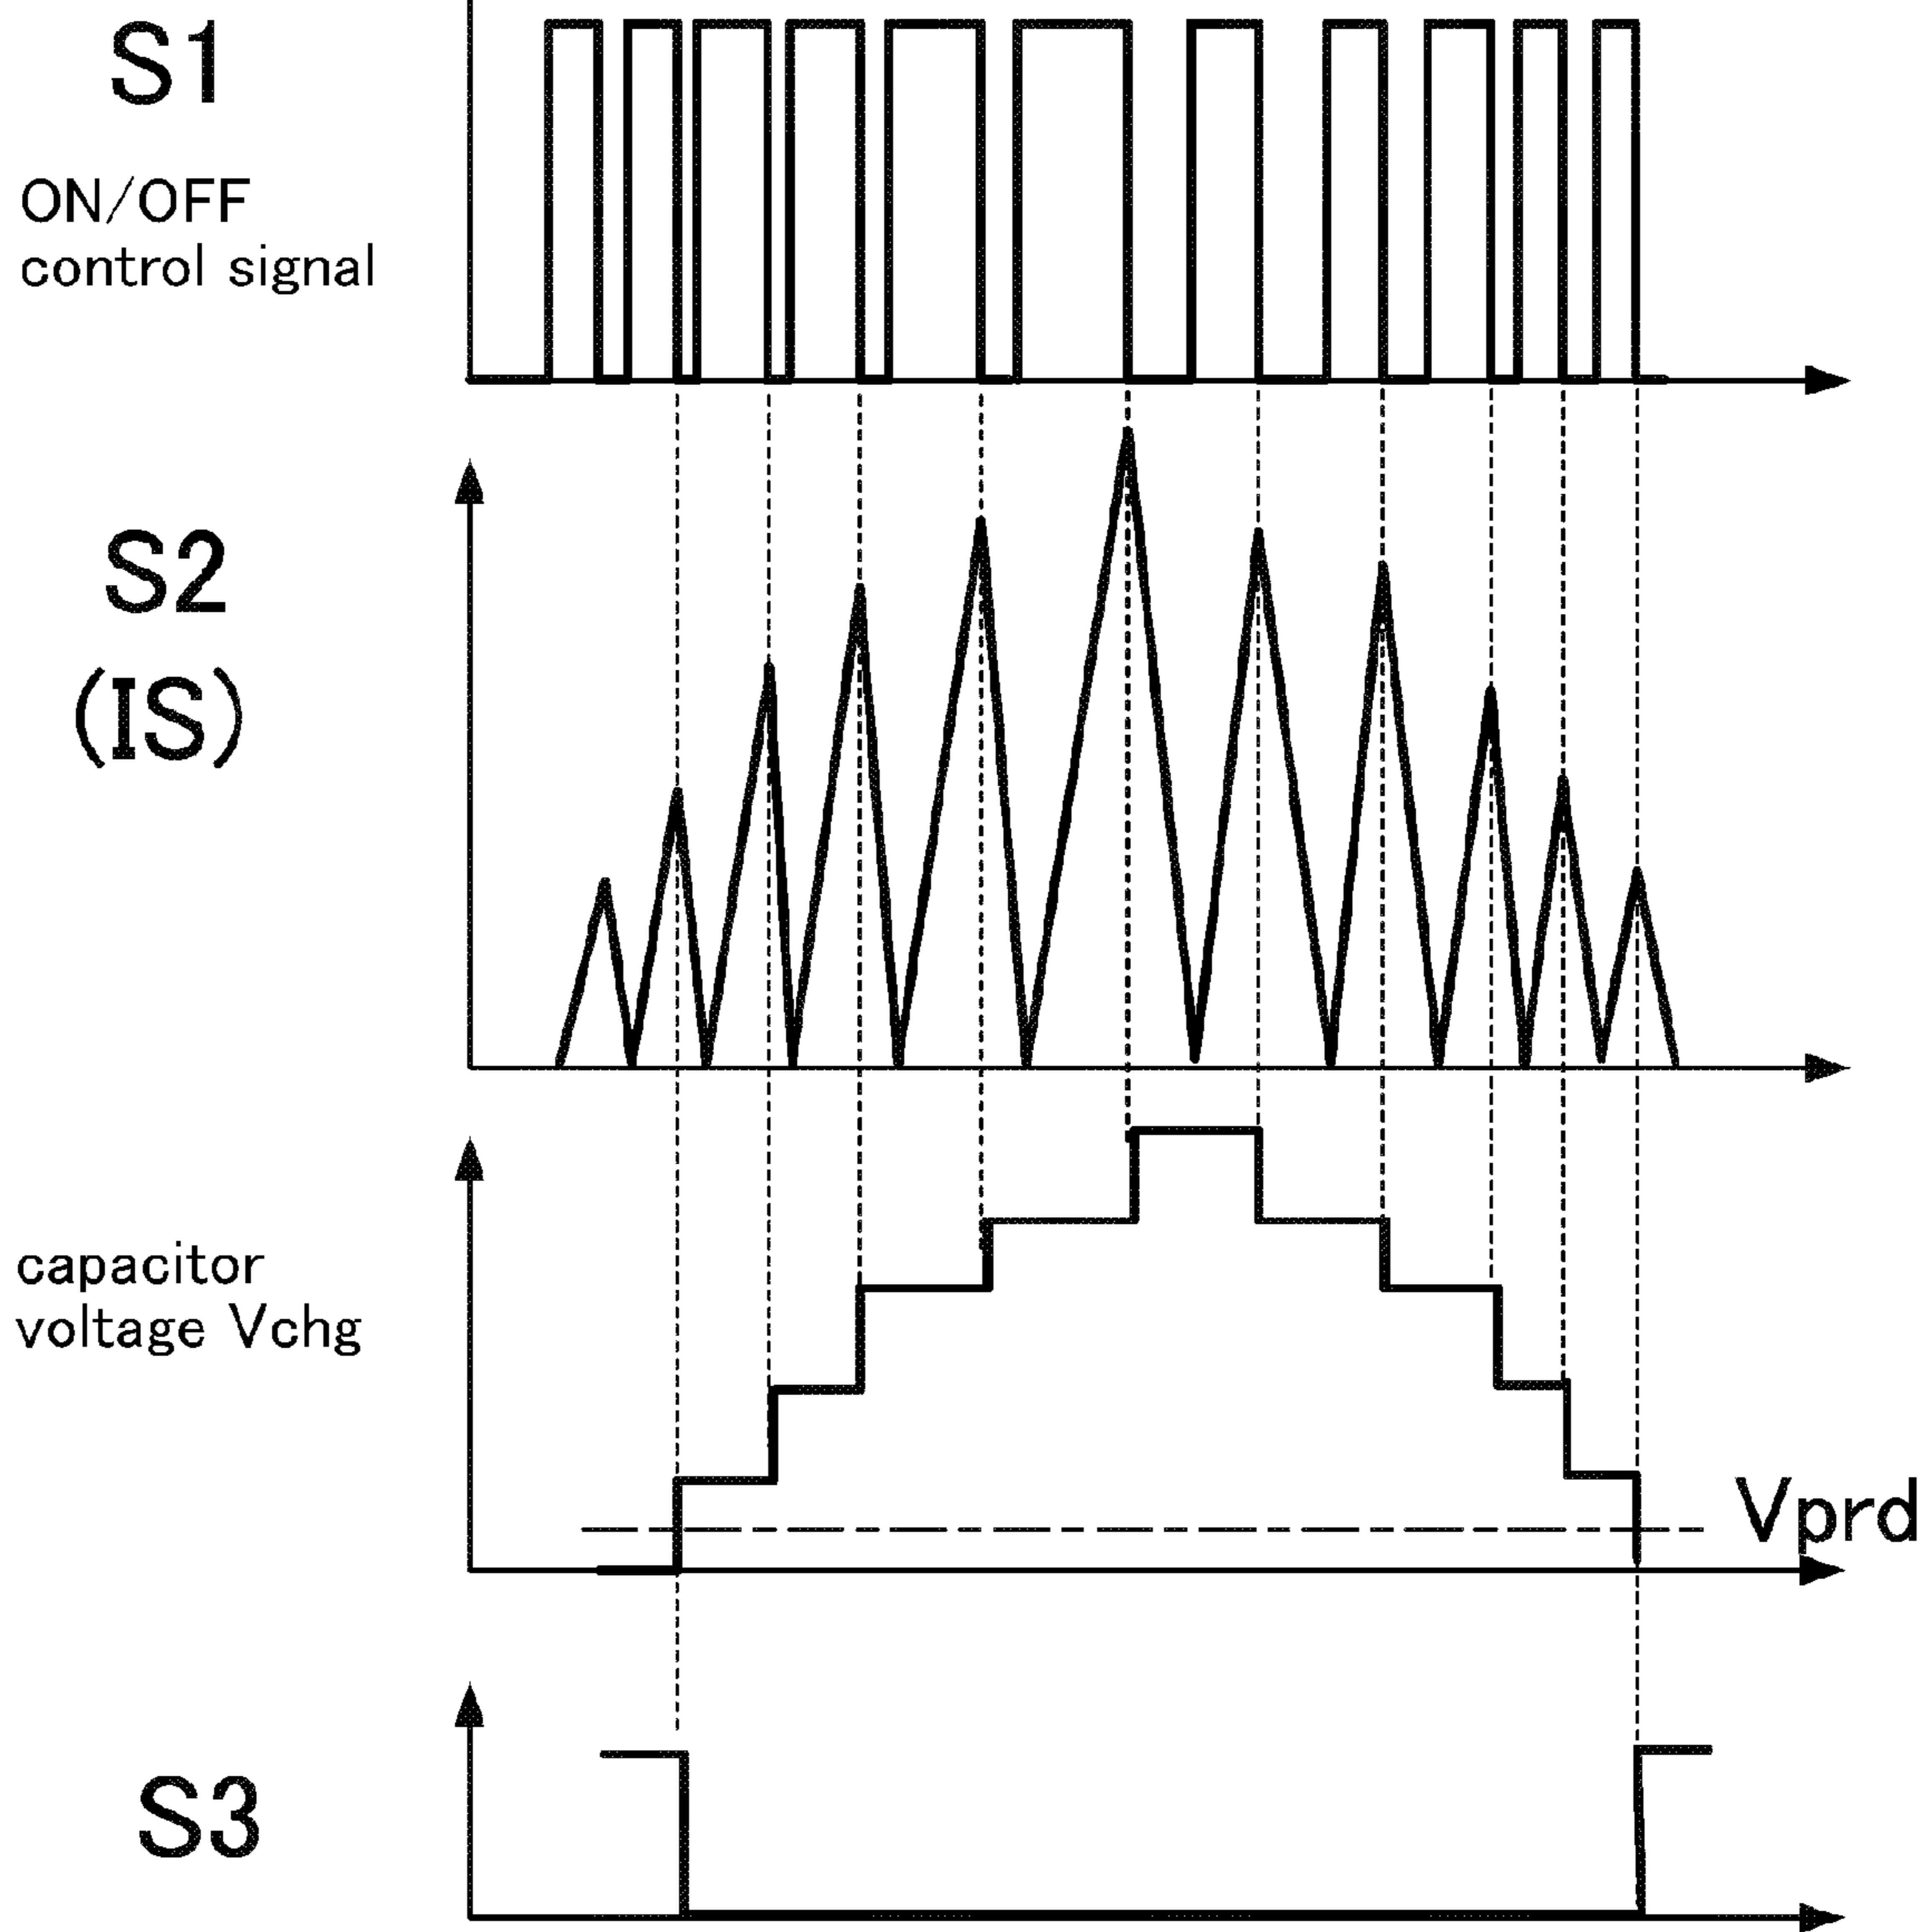 S1
ON/OFF
control signal
S2
(IS)
capacitor
voltage Vchg
Vprd
S3